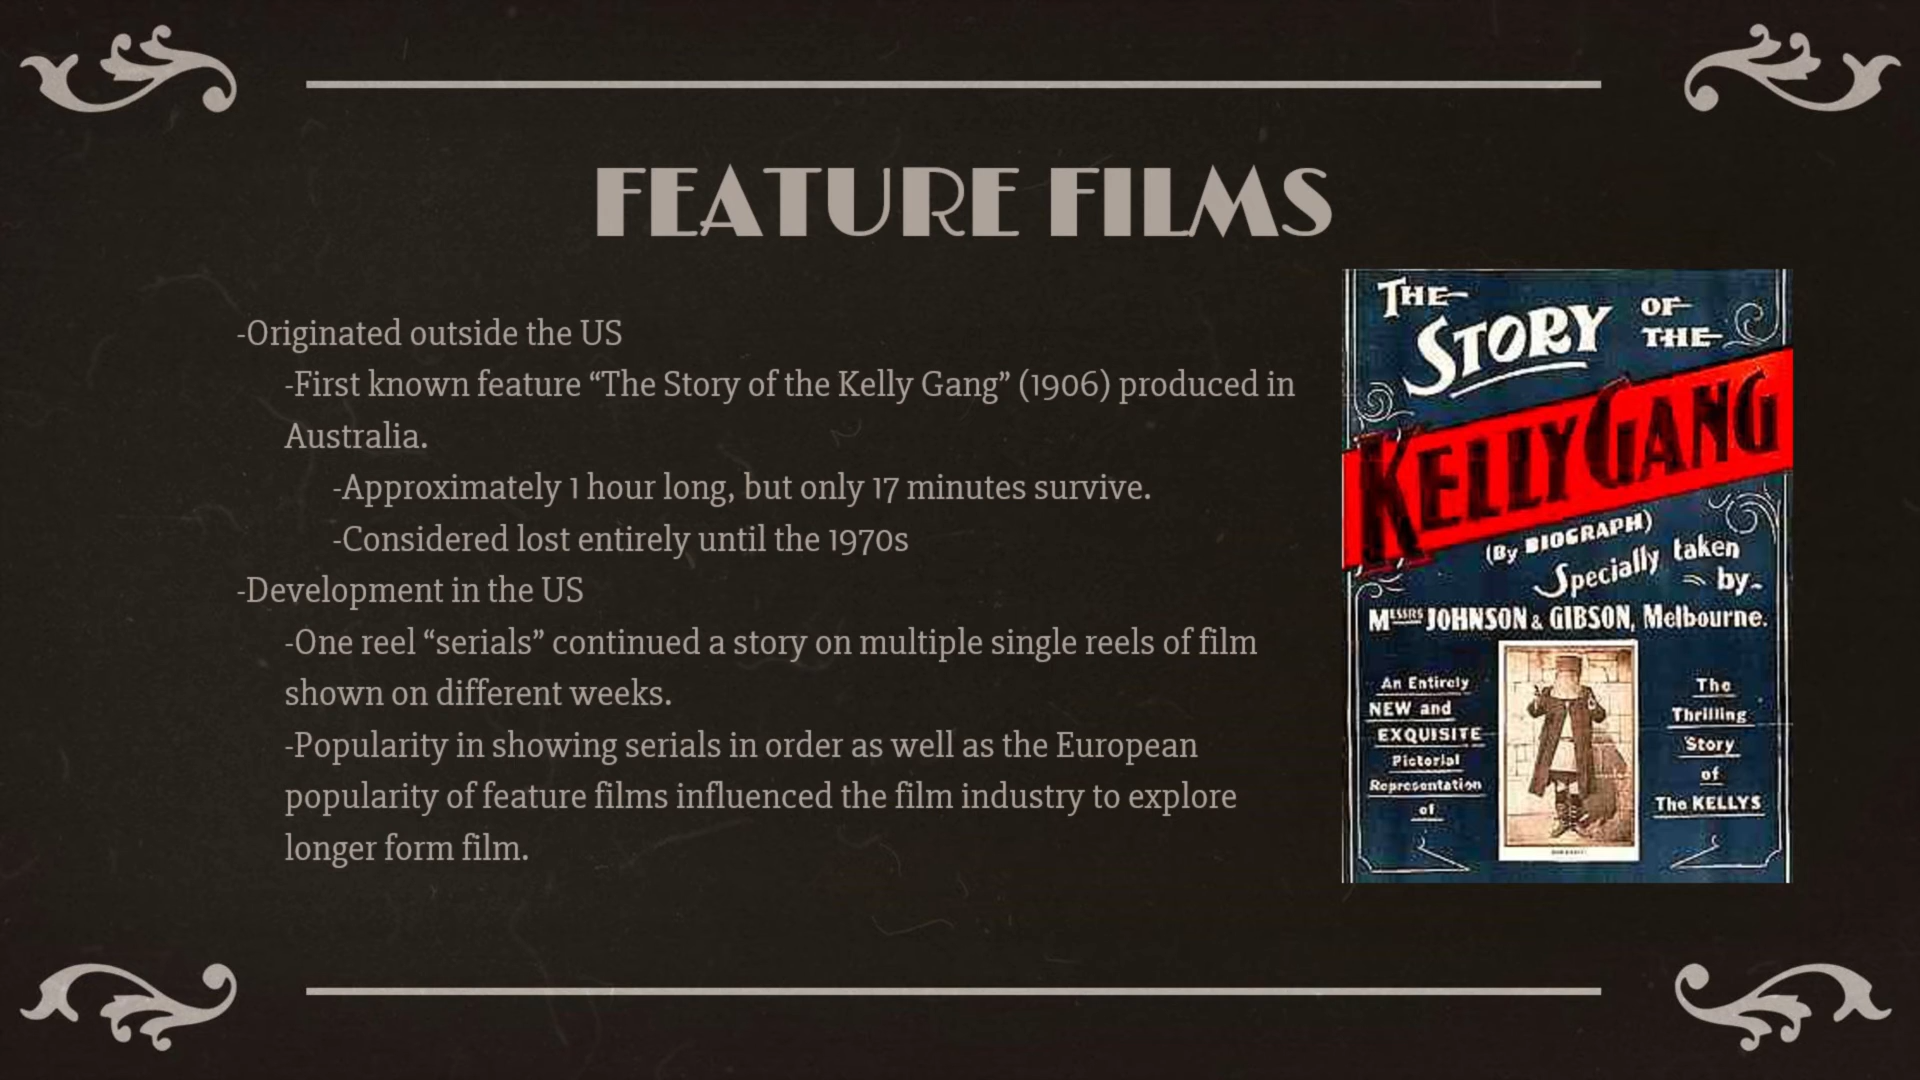 FEATURE FILMS
-Originated outside the US
-First known feature “The Story of the Kelly Gang” (1906) produced in
Australia.
-Approximately 1 hour long, but only 17 minutes survive.
-Considered lost entirely until the 1970s
-Development in the US
-One reel “serials” continued a story on multiple single reels of film
shown on different weeks.
-Popularity in showing serials in order as well as the European
popularity of feature films influenced the film industry to explore
longer form film.
THE
STORY OF
THE
KELLY GANG
(By BIOGRAPH)
Specially taken
by
MESSRS JOHNSON & GIBSON, Melbourne.
An Entirely
NEW and
EXQUISITE
Pictorial
Representation
of
The
Thrilling
Story
of
The KELLYS